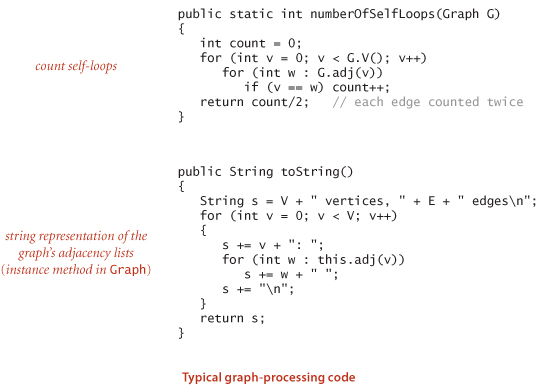 public static int numberOfSelfLoops(Graph G)
{
int count = 0;
for (int v = 0; v < G.V(); v++)
count self-loops
for (int w : G.adj(v))
if (v == w) count++;
return count/2;   // each edge counted twice
}
public String toString()
{
String s = V + " vertices, " + E + " edges\n";
for (int v = 0; v < V; v++)
{
string representation of the
graph's adjacency lists
(instance method in Graph)
s += v + ": ";
for (int w : this.adj(v))
s += w + " ";
s += "\n";
}
return s;
}
Typical graph-processing code